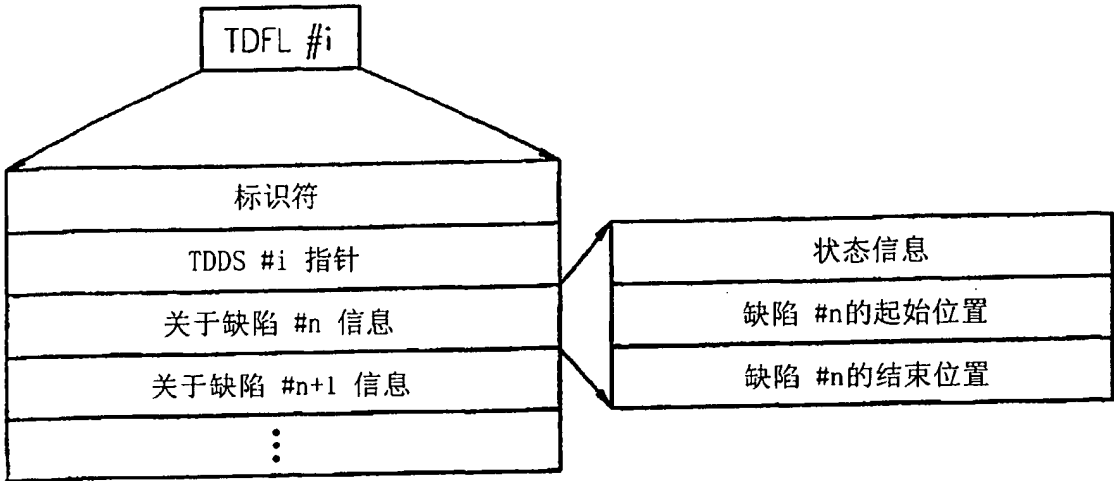 TDFL #i
标识符
TDDS #i 指针
关于缺陷 #n 信息
关于缺陷 #n+1 信息
⋮
状态信息
缺陷 #n的起始位置
缺陷 #n的结束位置